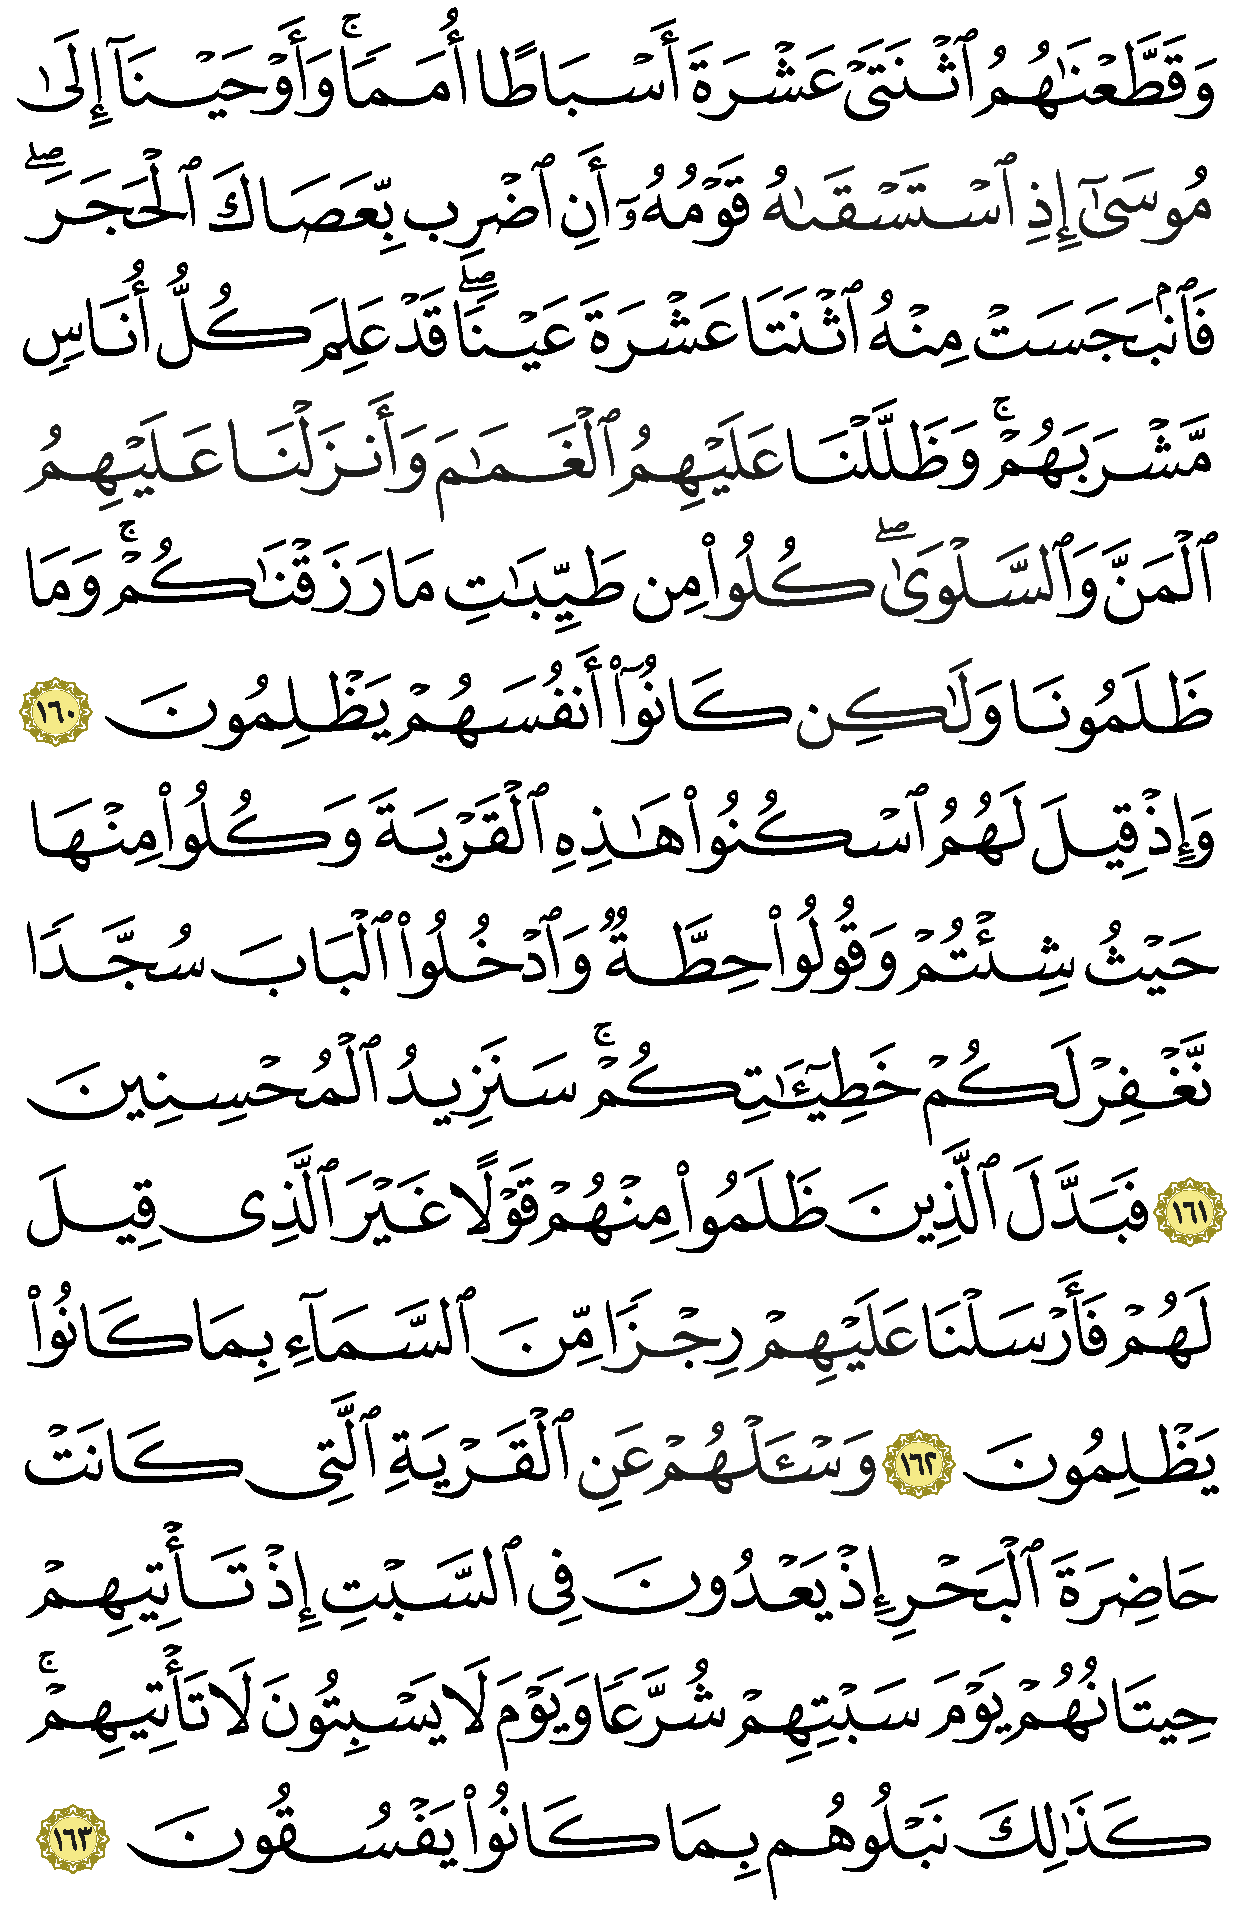 وَقَطَّعْنَٰهُمُ ٱثْنَتَىْ عَشْرَةَ أَسْبَاطًا أُمَمًا ۚ وَأَوْحَيْنَآ إِلَىٰ
مُوسَىٰٓ إِذِ ٱسْتَسْقَىٰهُ قَوْمُهُۥٓ أَنِ ٱضْرِب بِّعَصَاكَ ٱلْحَجَرَ ۖ
فَٱنۢبَجَسَتْ مِنْهُ ٱثْنَتَا عَشْرَةَ عَيْنًا ۖ قَدْ عَلِمَ كُلُّ أُنَاسٍ
مَّشْرَبَهُمْ ۚ وَظَلَّلْنَا عَلَيْهِمُ ٱلْغَمَٰمَ وَأَنزَلْنَا عَلَيْهِمُ
ٱلْمَنَّ وَٱلسَّلْوَىٰ ۖ كُلُوا۟ مِن طَيِّبَٰتِ مَا رَزَقْنَٰكُمْ ۚ وَمَا
ظَلَمُونَا وَلَٰكِن كَانُوٓا۟ أَنفُسَهُمْ يَظْلِمُونَ ١٦٠
وَإِذْ قِيلَ لَهُمُ ٱسْكُنُوا۟ هَٰذِهِ ٱلْقَرْيَةَ وَكُلُوا۟ مِنْهَا
حَيْثُ شِئْتُمْ وَقُولُوا۟ حِطَّةٌ وَٱدْخُلُوا۟ ٱلْبَابَ سُجَّدًا
نَّغْفِرْ لَكُمْ خَطِيٓـَٰٔتِكُمْ ۚ سَنَزِيدُ ٱلْمُحْسِنِينَ
١٦١ فَبَدَّلَ ٱلَّذِينَ ظَلَمُوا۟ مِنْهُمْ قَوْلًا غَيْرَ ٱلَّذِى قِيلَ
لَهُمْ فَأَرْسَلْنَا عَلَيْهِمْ رِجْزًا مِّنَ ٱلسَّمَآءِ بِمَا كَانُوا۟
يَظْلِمُونَ ١٦٢ وَسْـَٔلْهُمْ عَنِ ٱلْقَرْيَةِ ٱلَّتِى كَانَتْ
حَاضِرَةَ ٱلْبَحْرِ إِذْ يَعْدُونَ فِى ٱلسَّبْتِ إِذْ تَأْتِيهِمْ
حِيتَانُهُمْ يَوْمَ سَبْتِهِمْ شُرَّعًا وَيَوْمَ لَا يَسْبِتُونَ لَا تَأْتِيهِمْ ۚ
كَذَٰلِكَ نَبْلُوهُم بِمَا كَانُوا۟ يَفْسُقُونَ ١٦٣